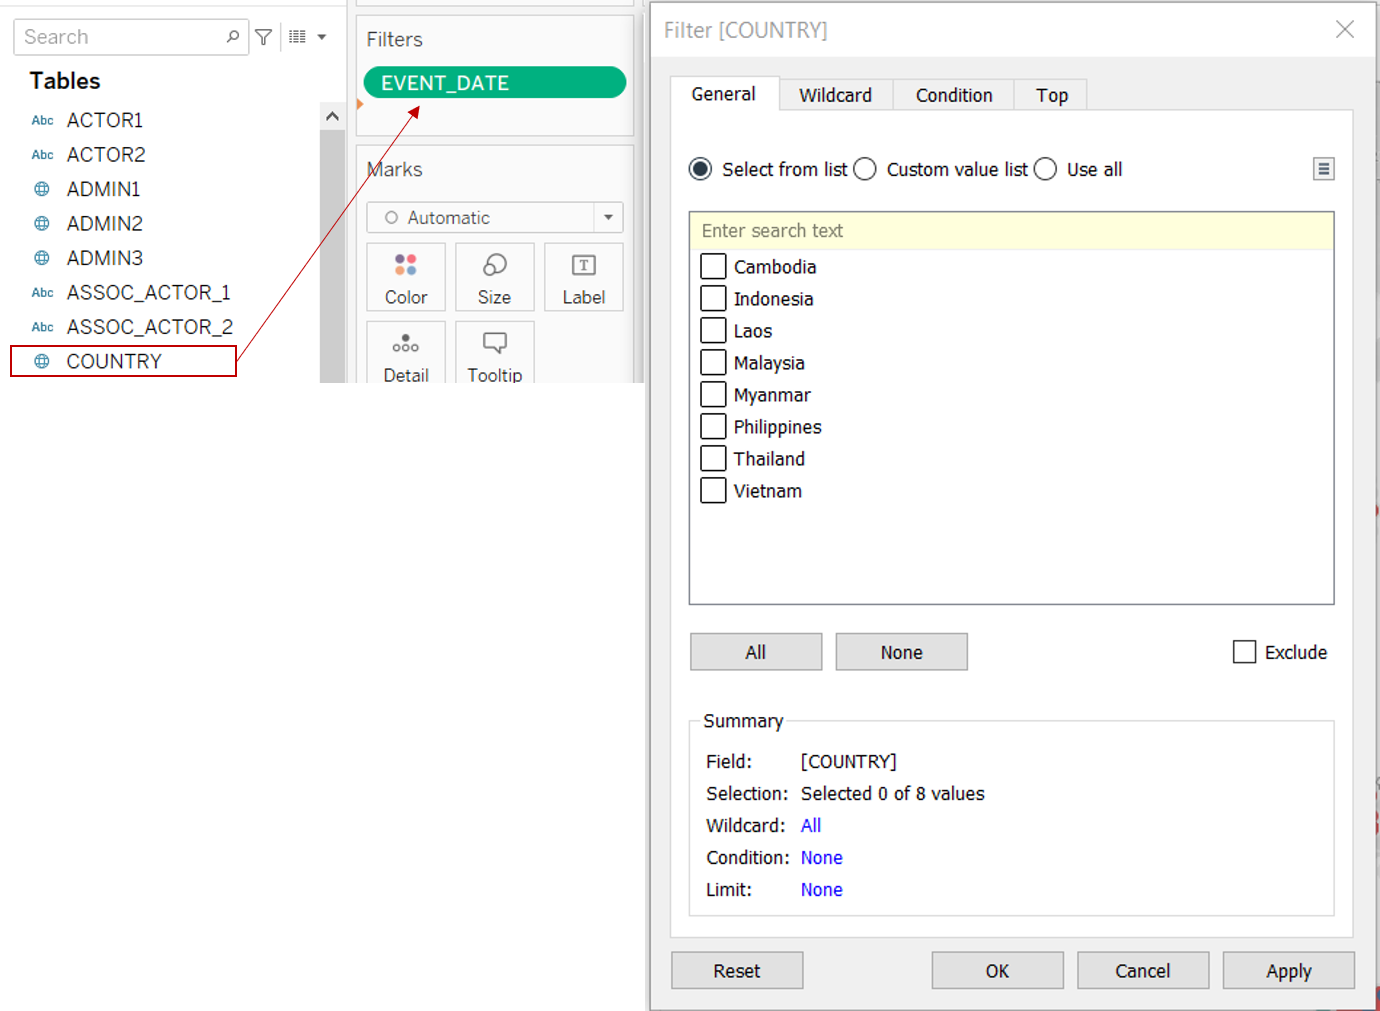 Search
Tables
Abc ACTOR1
Abc ACTOR2
ADMIN1
ADMIN2
ADMIN3
Abc ASSOC_ACTOR_1
Abc ASSOC_ACTOR_2
COUNTRY
Filters
EVENT_DATE
Marks
Automatic
Color Size T Label
Detail Tooltip
Filter [COUNTRY]
General Wildcard Condition Top
Select from list Custom value list Use all
Enter search text
Cambodia
Indonesia
Laos
Malaysia
Myanmar
Philippines
Thailand
Vietnam
All None Exclude
Summary
Field: [COUNTRY]
Selection: Selected 0 of 8 values
Wildcard: All
Condition: None
Limit: None
Reset OK Cancel Apply